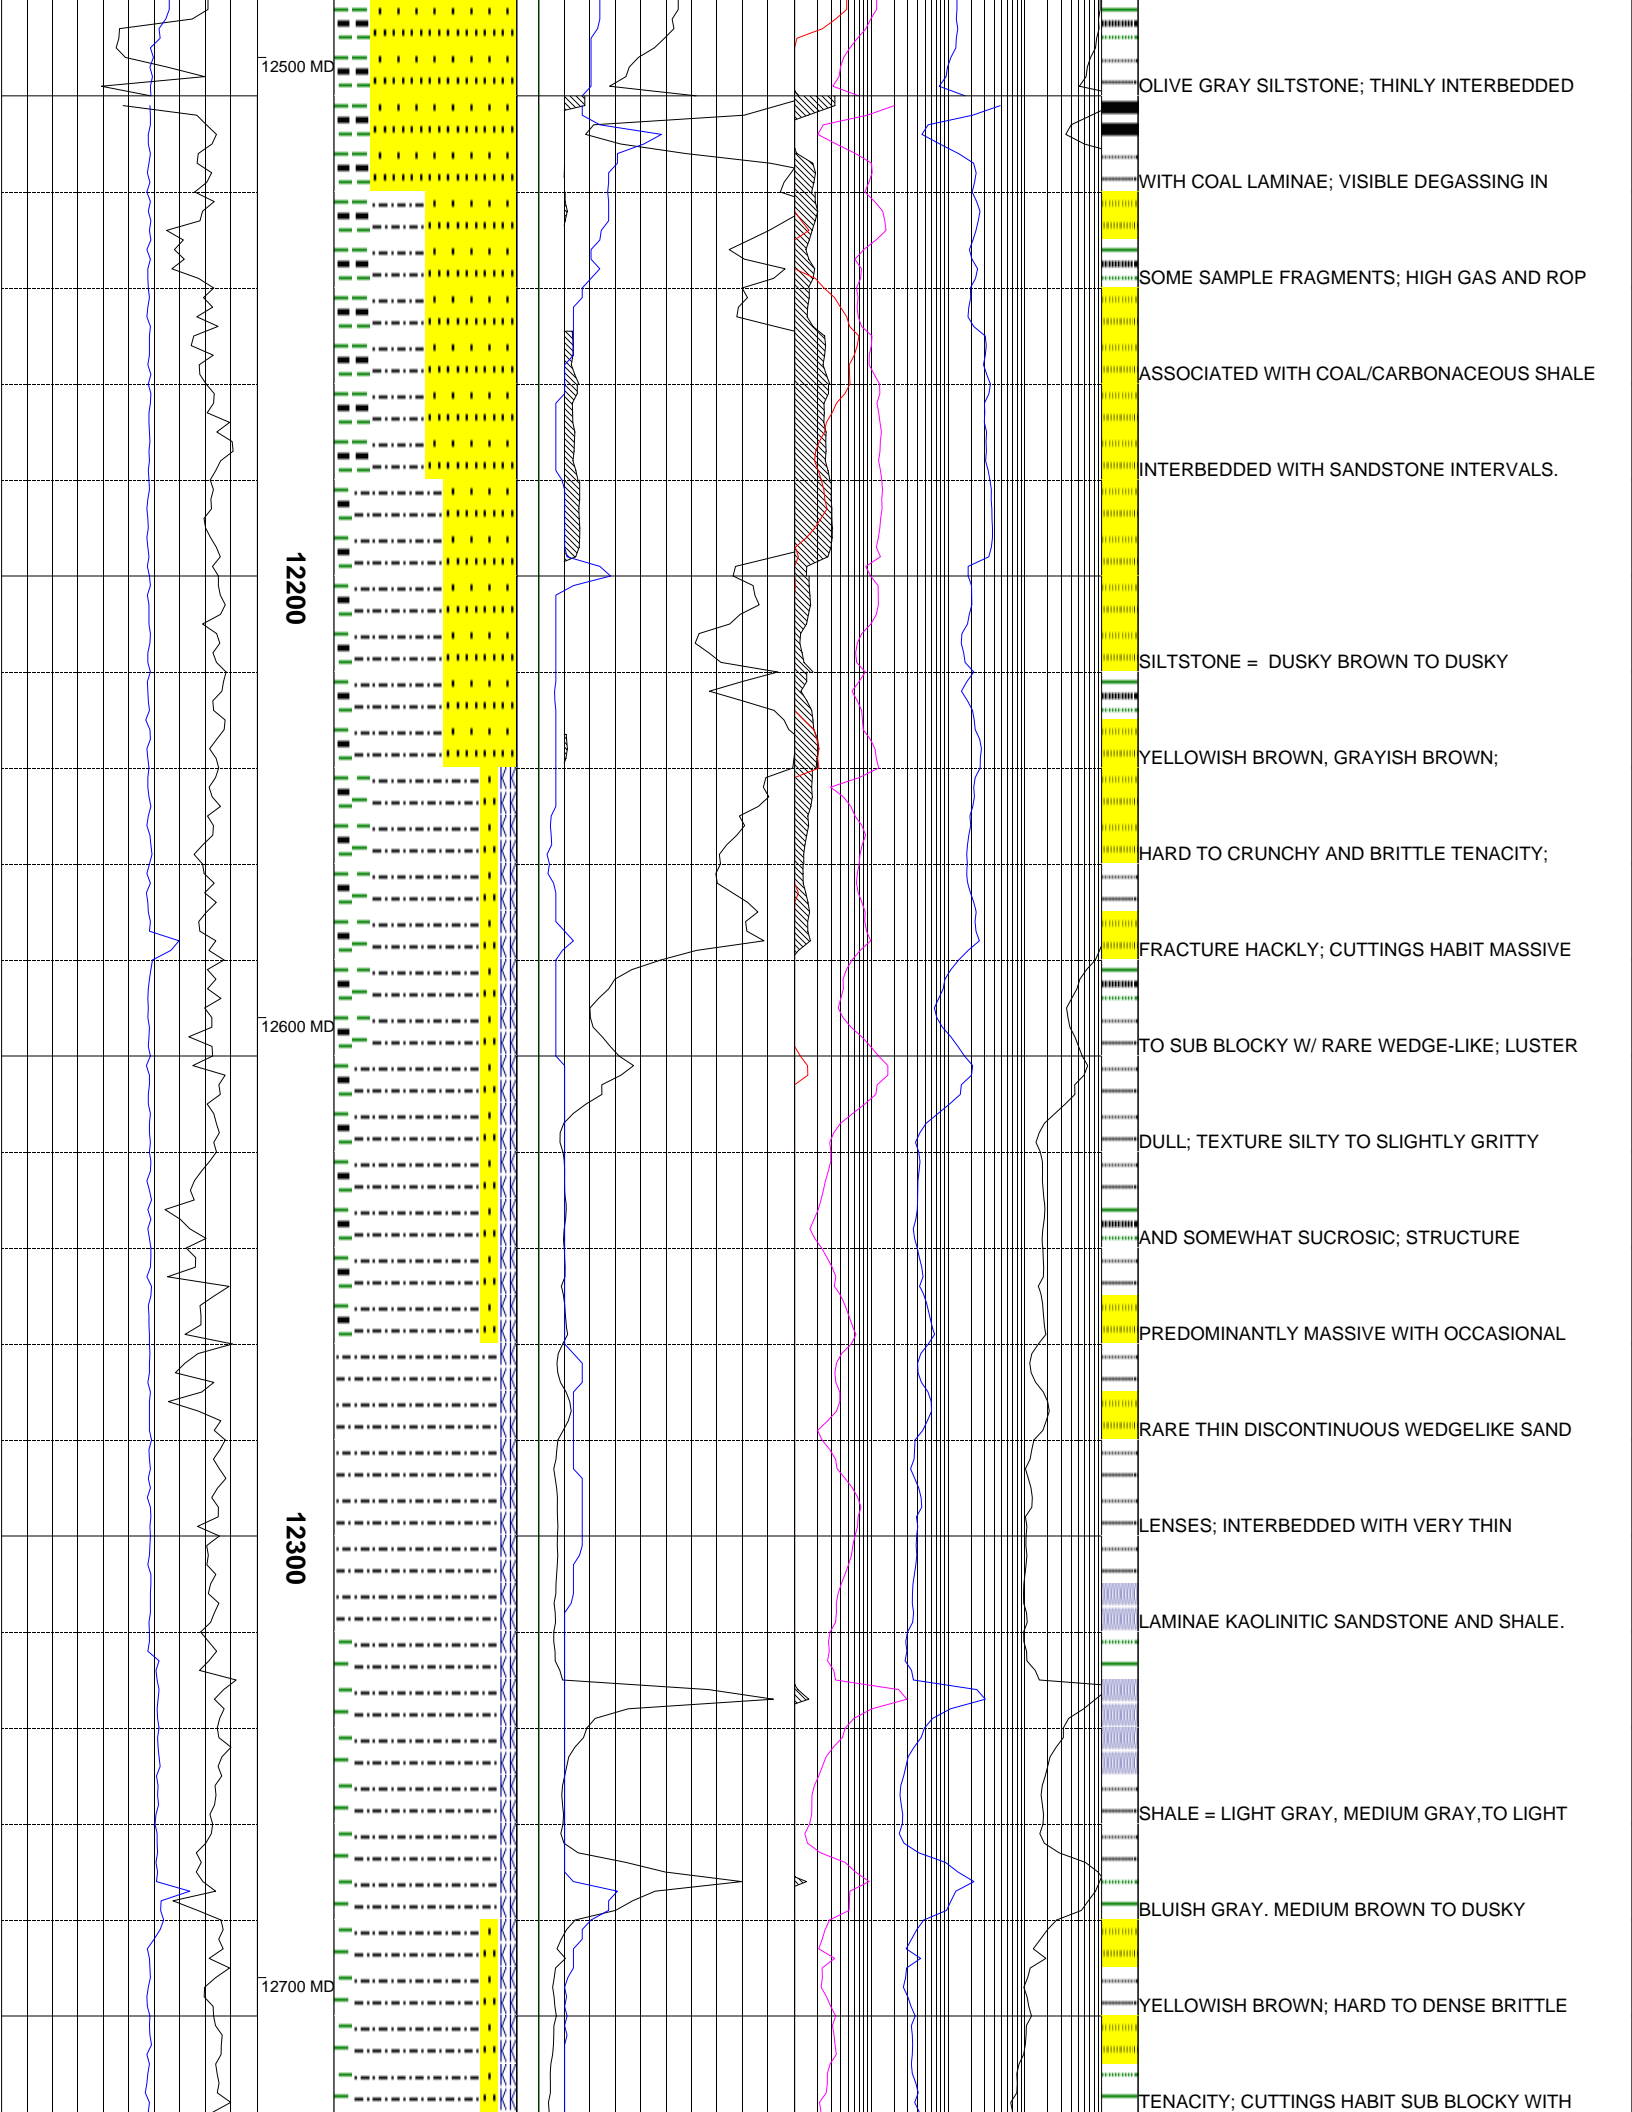 12500 MD
OLIVE GRAY SILTSTONE; THINLY INTERBEDDED
WITH COAL LAMINAE; VISIBLE DEGASSING IN
SOME SAMPLE FRAGMENTS; HIGH GAS AND ROP
ASSOCIATED WITH COAL/CARBONACEOUS SHALE
INTERBEDDED WITH SANDSTONE INTERVALS.
12200
SILTSTONE = DUSKY BROWN TO DUSKY
YELLOWISH BROWN, GRAYISH BROWN;
HARD TO CRUNCHY AND BRITTLE TENACITY;
FRACTURE HACKLY; CUTTINGS HABIT MASSIVE
12600 MD
TO SUB BLOCKY W/ RARE WEDGE-LIKE; LUSTER
DULL; TEXTURE SILTY TO SLIGHTLY GRITTY
AND SOMEWHAT SUCROSIC; STRUCTURE
PREDOMINANTLY MASSIVE WITH OCCASIONAL
RARE THIN DISCONTINUOUS WEDGELIKE SAND
12300
LENSES; INTERBEDDED WITH VERY THIN
LAMINAE KAOLINITIC SANDSTONE AND SHALE.
SHALE = LIGHT GRAY, MEDIUM GRAY,TO LIGHT
BLUISH GRAY. MEDIUM BROWN TO DUSKY
12700 MD
YELLOWISH BROWN; HARD TO DENSE BRITTLE
TENACITY; CUTTINGS HABIT SUB BLOCKY WITH